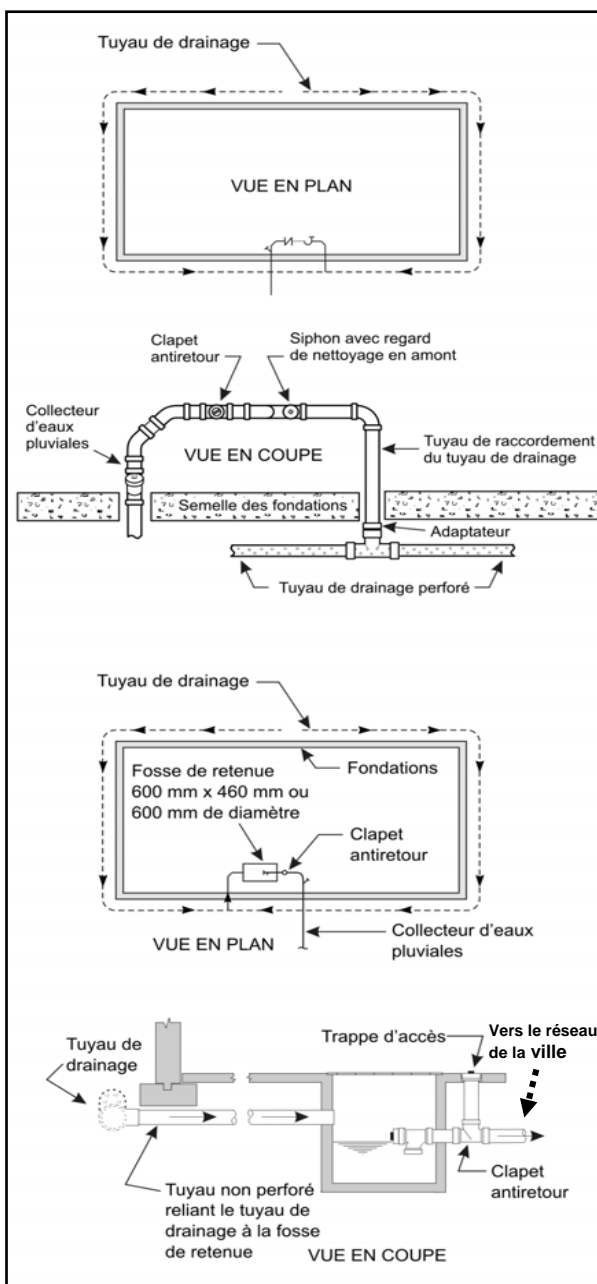 Tuyau de drainage
VUE EN PLAN
Clapet
antiretour
Siphon avec regard
de nettoyage en amont
Collecteur
d'eaux
pluviales
VUE EN COUPE
Tuyau de raccordement
du tuyau de drainage
Semelle des fondations
Adaptateur
Tuyau de drainage perforé
Tuyau de drainage
Fosse de retenue
600 mm x 460 mm ou
600 mm de diamètre
Fondations
Clapet
antiretour
VUE EN PLAN
Collecteur d'eaux
pluviales
Tuyau de
drainage
Trappe d'accès
Vers le réseau
de la ville
Tuyau non perforé
reliant le tuyau de
drainage à la fosse
de retenue
Clapet
antiretour
VUE EN COUPE